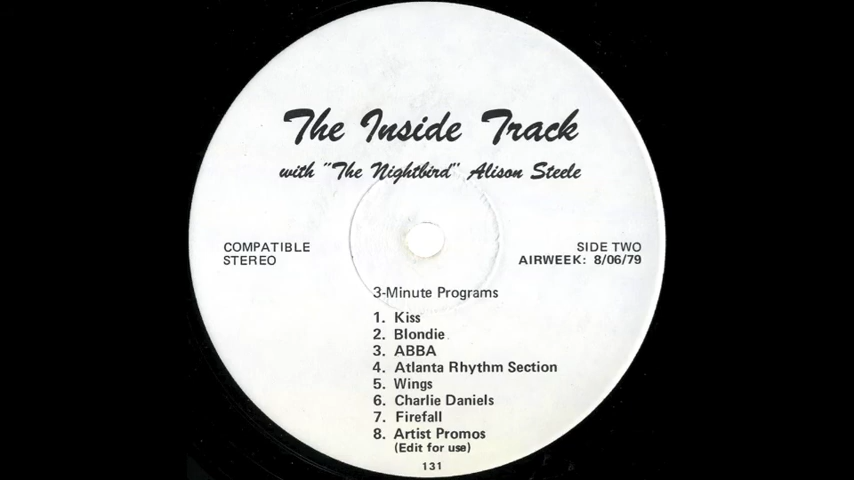 The Inside Track
with "The Nightbird" Alison Steele
COMPATIBLE
STEREO
SIDE TWO
AIRWEEK: 8/06/79
3-Minute Programs
1. Kiss
2. Blondie
3. ABBA
4. Atlanta Rhythm Section
5. Wings
6. Charlie Daniels
7. Firefall
8. Artist Promos
(Edit for use)
131